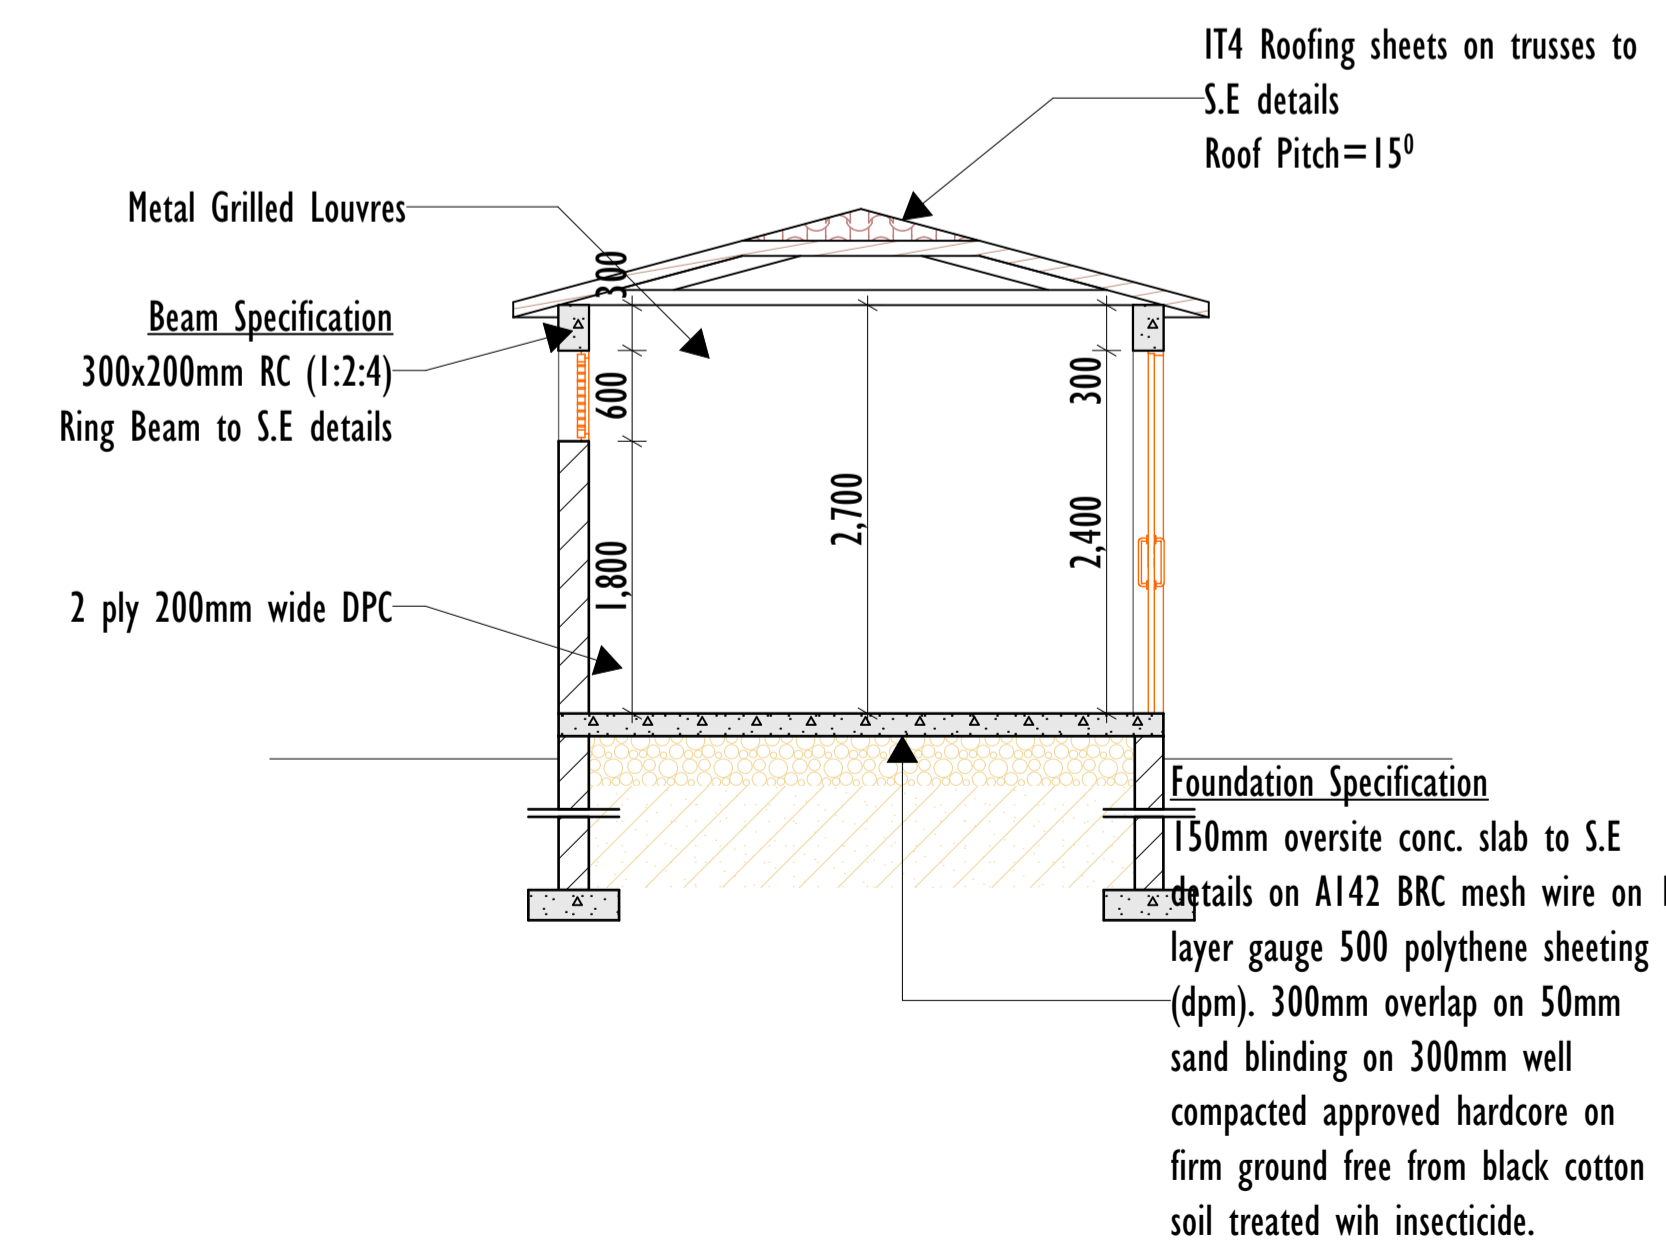 IT4 Roofing sheets on trusses to
S.E details
Roof Pitch=15⁰
Metal Grilled Louvres
Beam Specification
300x200mm RC (1:2:4)
Ring Beam to S.E details
2 ply 200mm wide DPC
300
600
1,800
2,700
300
2,400
Foundation Specification
150mm oversite conc. slab to S.E
details on A142 BRC mesh wire on 1
layer gauge 500 polythene sheeting
(dpm). 300mm overlap on 50mm
sand blinding on 300mm well
compacted approved hardcore on
firm ground free from black cotton
soil treated wih insecticide.